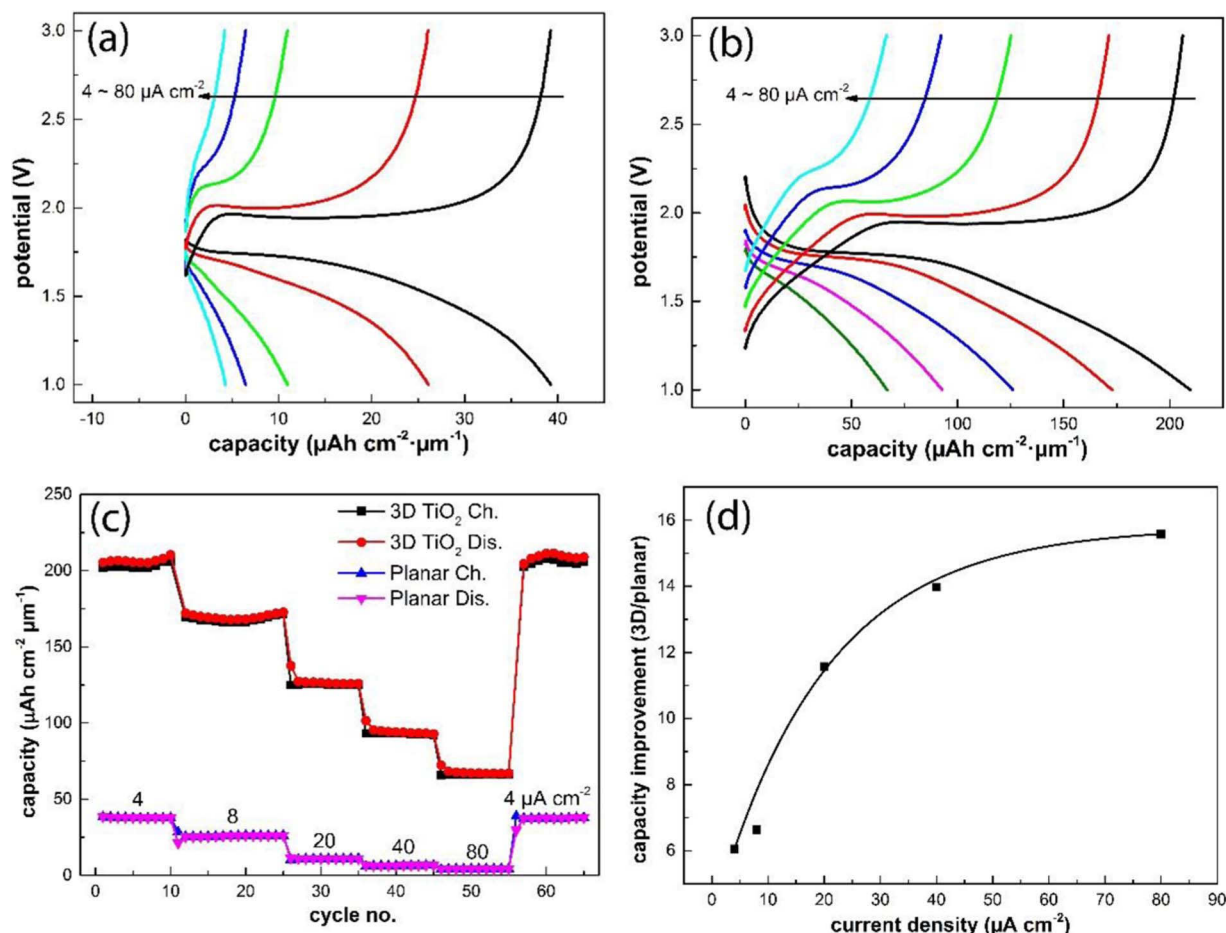 (a)
4 ~ 80 µA cm⁻²
potential (V)
3.0
2.5
2.0
1.5
1.0
-10 0 10 20 30 40
capacity (µAh cm⁻²·µm⁻¹)
(b)
4 ~ 80 µA cm⁻²
potential (V)
3.0
2.5
2.0
1.5
1.0
0 50 100 150 200
capacity (µAh cm⁻²·µm⁻¹)
(c)
3D TiO₂ Ch.
3D TiO₂ Dis.
Planar Ch.
Planar Dis.
4 8 20 40 80 4 µA cm⁻²
capacity (µAh cm⁻² µm⁻¹)
250
200
150
100
50
0
0 10 20 30 40 50 60
cycle no.
(d)
capacity improvement (3D/planar)
16
14
12
10
8
6
0 10 20 30 40 50 60 70 80 90
current density (µA cm⁻²)